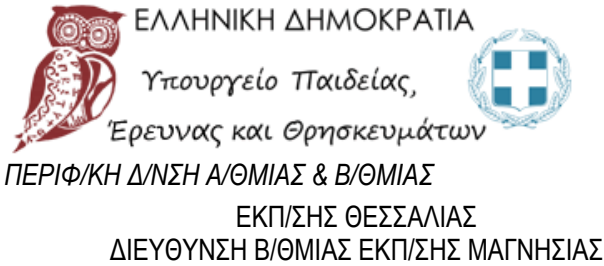 ΕΛΛΗΝΙΚΗ ΔΗΜΟΚΡΑΤΙΑ
Υπουργείο Παιδείας,
Έρευνας και Θρησκευμάτων
ΠΕΡΙΦ/ΚΗ Δ/ΝΣΗ Α/ΘΜΙΑΣ & Β/ΘΜΙΑΣ
ΕΚΠ/ΣΗΣ ΘΕΣΣΑΛΙΑΣ
ΔΙΕΥΘΥΝΣΗ Β/ΘΜΙΑΣ ΕΚΠ/ΣΗΣ ΜΑΓΝΗΣΙΑΣ